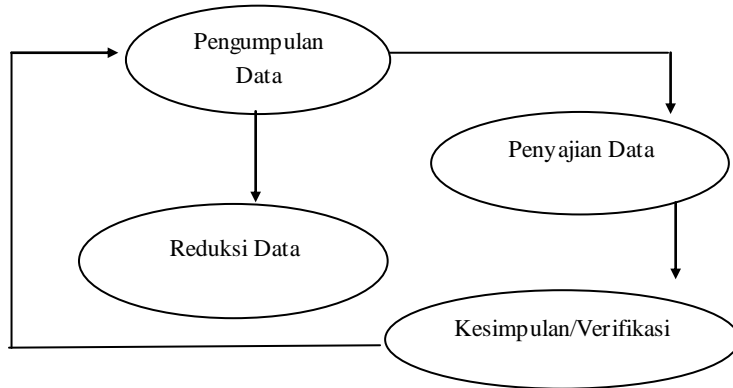 Pengumpulan
Data
Penyajian Data
Reduksi Data
Kesimpulan/Verifikasi